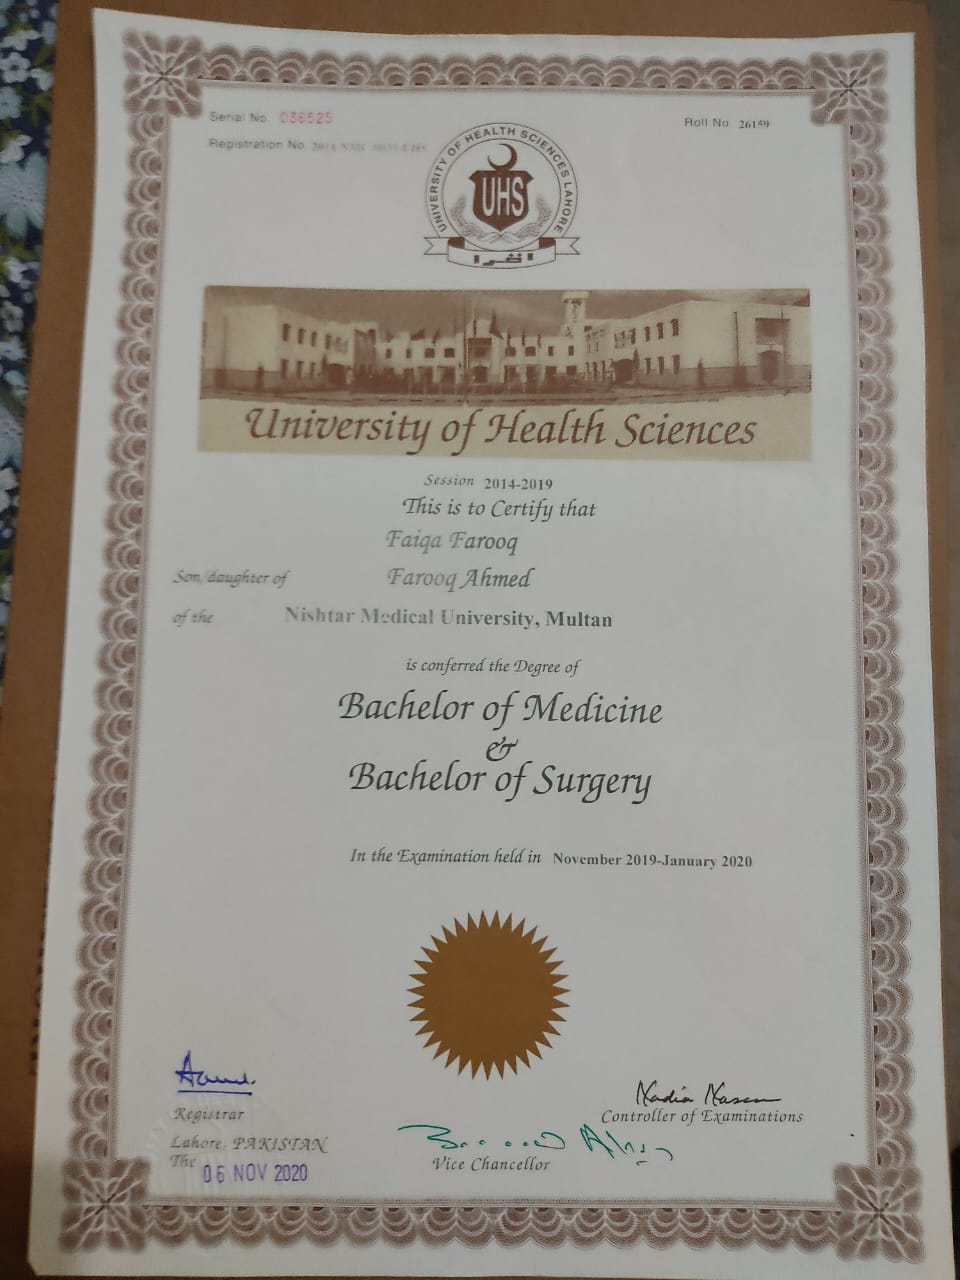 Serial No. 036525
Roll No. 26159
Registration No.
UNIVERSITY OF HEALTH SCIENCES LAHORE
UHS
اقرا
University of Health Sciences
Session 2014-2019
This is to Certify that
Faiqa Farooq
Son/daughter of Farooq Ahmed
of the Nishtar Medical University, Multan
is conferred the Degree of
Bachelor of Medicine
&
Bachelor of Surgery
In the Examination held in November 2019-January 2020
Nadia Nasem
Registrar
Controller of Examinations
Lahore, PAKISTAN
The 06 NOV 2020
Vice Chancellor